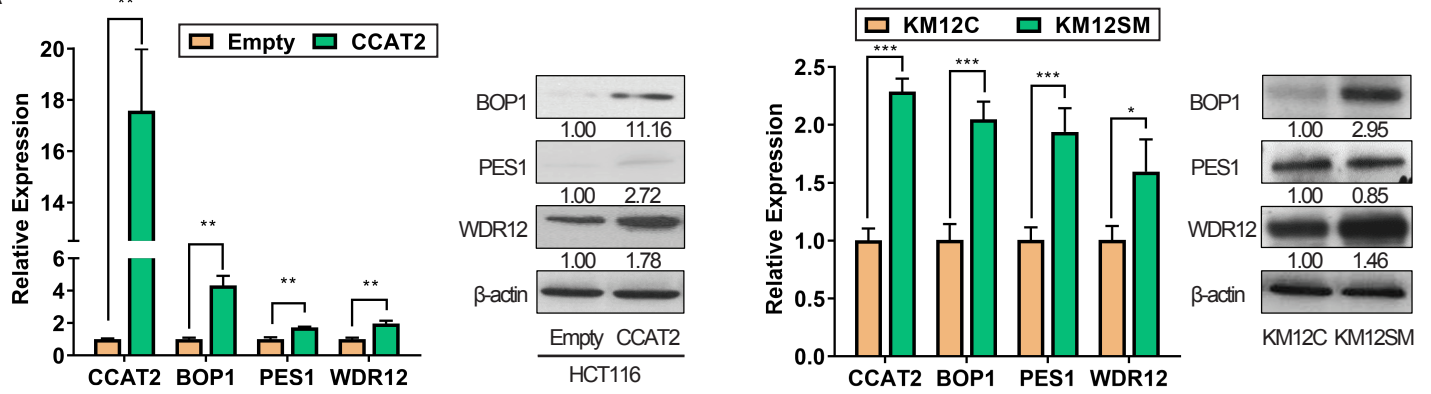 **
Empty CCAT2
Relative Expression
20
18
16
14
6
4
2
0
**
**
**
CCAT2 BOP1 PES1 WDR12
BOP1
1.00 11.16
PES1
1.00 2.72
WDR12
1.00 1.78
β-actin
Empty CCAT2
HCT116
KM12C KM12SM
Relative Expression
2.5
2.0
1.5
1.0
0.5
0.0
***
***
***
*
CCAT2 BOP1 PES1 WDR12
BOP1
1.00 2.95
PES1
1.00 0.85
WDR12
1.00 1.46
β-actin
KM12C KM12SM